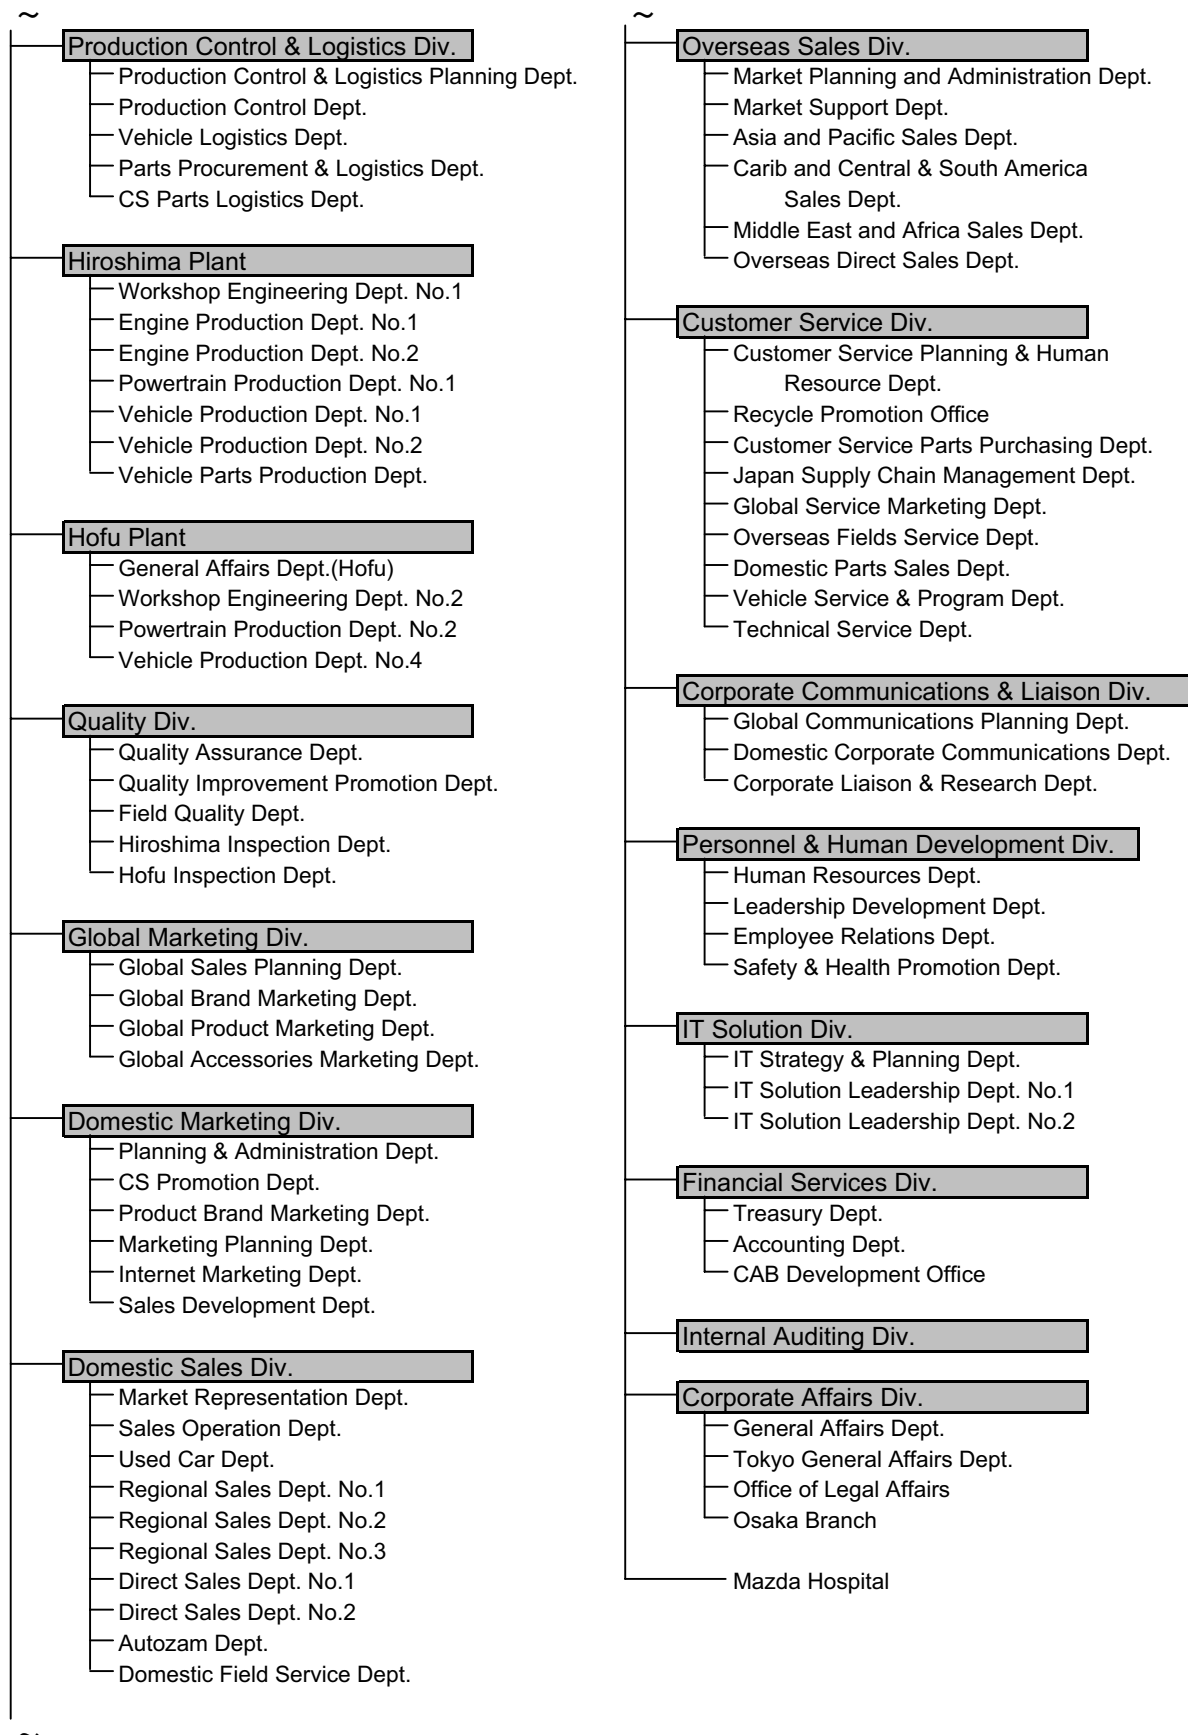 ~
Production Control & Logistics Div.
Production Control & Logistics Planning Dept.
Production Control Dept.
Vehicle Logistics Dept.
Parts Procurement & Logistics Dept.
CS Parts Logistics Dept.
Hiroshima Plant
Workshop Engineering Dept. No.1
Engine Production Dept. No.1
Engine Production Dept. No.2
Powertrain Production Dept. No.1
Vehicle Production Dept. No.1
Vehicle Production Dept. No.2
Vehicle Parts Production Dept.
Hofu Plant
General Affairs Dept.(Hofu)
Workshop Engineering Dept. No.2
Powertrain Production Dept. No.2
Vehicle Production Dept. No.4
Quality Div.
Quality Assurance Dept.
Quality Improvement Promotion Dept.
Field Quality Dept.
Hiroshima Inspection Dept.
Hofu Inspection Dept.
Global Marketing Div.
Global Sales Planning Dept.
Global Brand Marketing Dept.
Global Product Marketing Dept.
Global Accessories Marketing Dept.
Domestic Marketing Div.
Planning & Administration Dept.
CS Promotion Dept.
Product Brand Marketing Dept.
Marketing Planning Dept.
Internet Marketing Dept.
Sales Development Dept.
Domestic Sales Div.
Market Representation Dept.
Sales Operation Dept.
Used Car Dept.
Regional Sales Dept. No.1
Regional Sales Dept. No.2
Regional Sales Dept. No.3
Direct Sales Dept. No.1
Direct Sales Dept. No.2
Autozam Dept.
Domestic Field Service Dept.
~
~
Overseas Sales Div.
Market Planning and Administration Dept.
Market Support Dept.
Asia and Pacific Sales Dept.
Carib and Central & South America
Sales Dept.
Middle East and Africa Sales Dept.
Overseas Direct Sales Dept.
Customer Service Div.
Customer Service Planning & Human
Resource Dept.
Recycle Promotion Office
Customer Service Parts Purchasing Dept.
Japan Supply Chain Management Dept.
Global Service Marketing Dept.
Overseas Fields Service Dept.
Domestic Parts Sales Dept.
Vehicle Service & Program Dept.
Technical Service Dept.
Corporate Communications & Liaison Div.
Global Communications Planning Dept.
Domestic Corporate Communications Dept.
Corporate Liaison & Research Dept.
Personnel & Human Development Div.
Human Resources Dept.
Leadership Development Dept.
Employee Relations Dept.
Safety & Health Promotion Dept.
IT Solution Div.
IT Strategy & Planning Dept.
IT Solution Leadership Dept. No.1
IT Solution Leadership Dept. No.2
Financial Services Div.
Treasury Dept.
Accounting Dept.
CAB Development Office
Internal Auditing Div.
Corporate Affairs Div.
General Affairs Dept.
Tokyo General Affairs Dept.
Office of Legal Affairs
Osaka Branch
Mazda Hospital